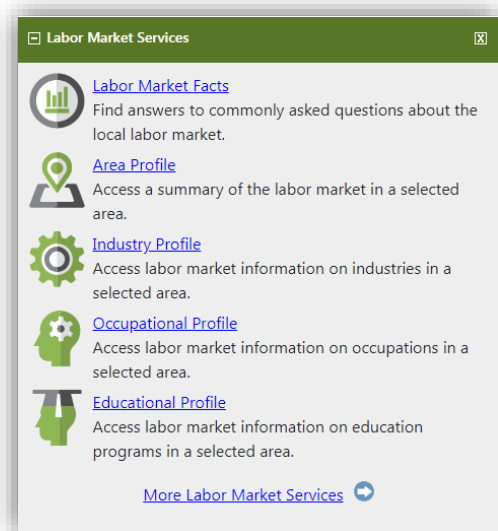 Labor Market Services
Labor Market Facts
Find answers to commonly asked questions about the
local labor market.
Area Profile
Access a summary of the labor market in a selected
area.
Industry Profile
Access labor market information on industries in a
selected area.
Occupational Profile
Access labor market information on occupations in a
selected area.
Educational Profile
Access labor market information on education
programs in a selected area.
More Labor Market Services